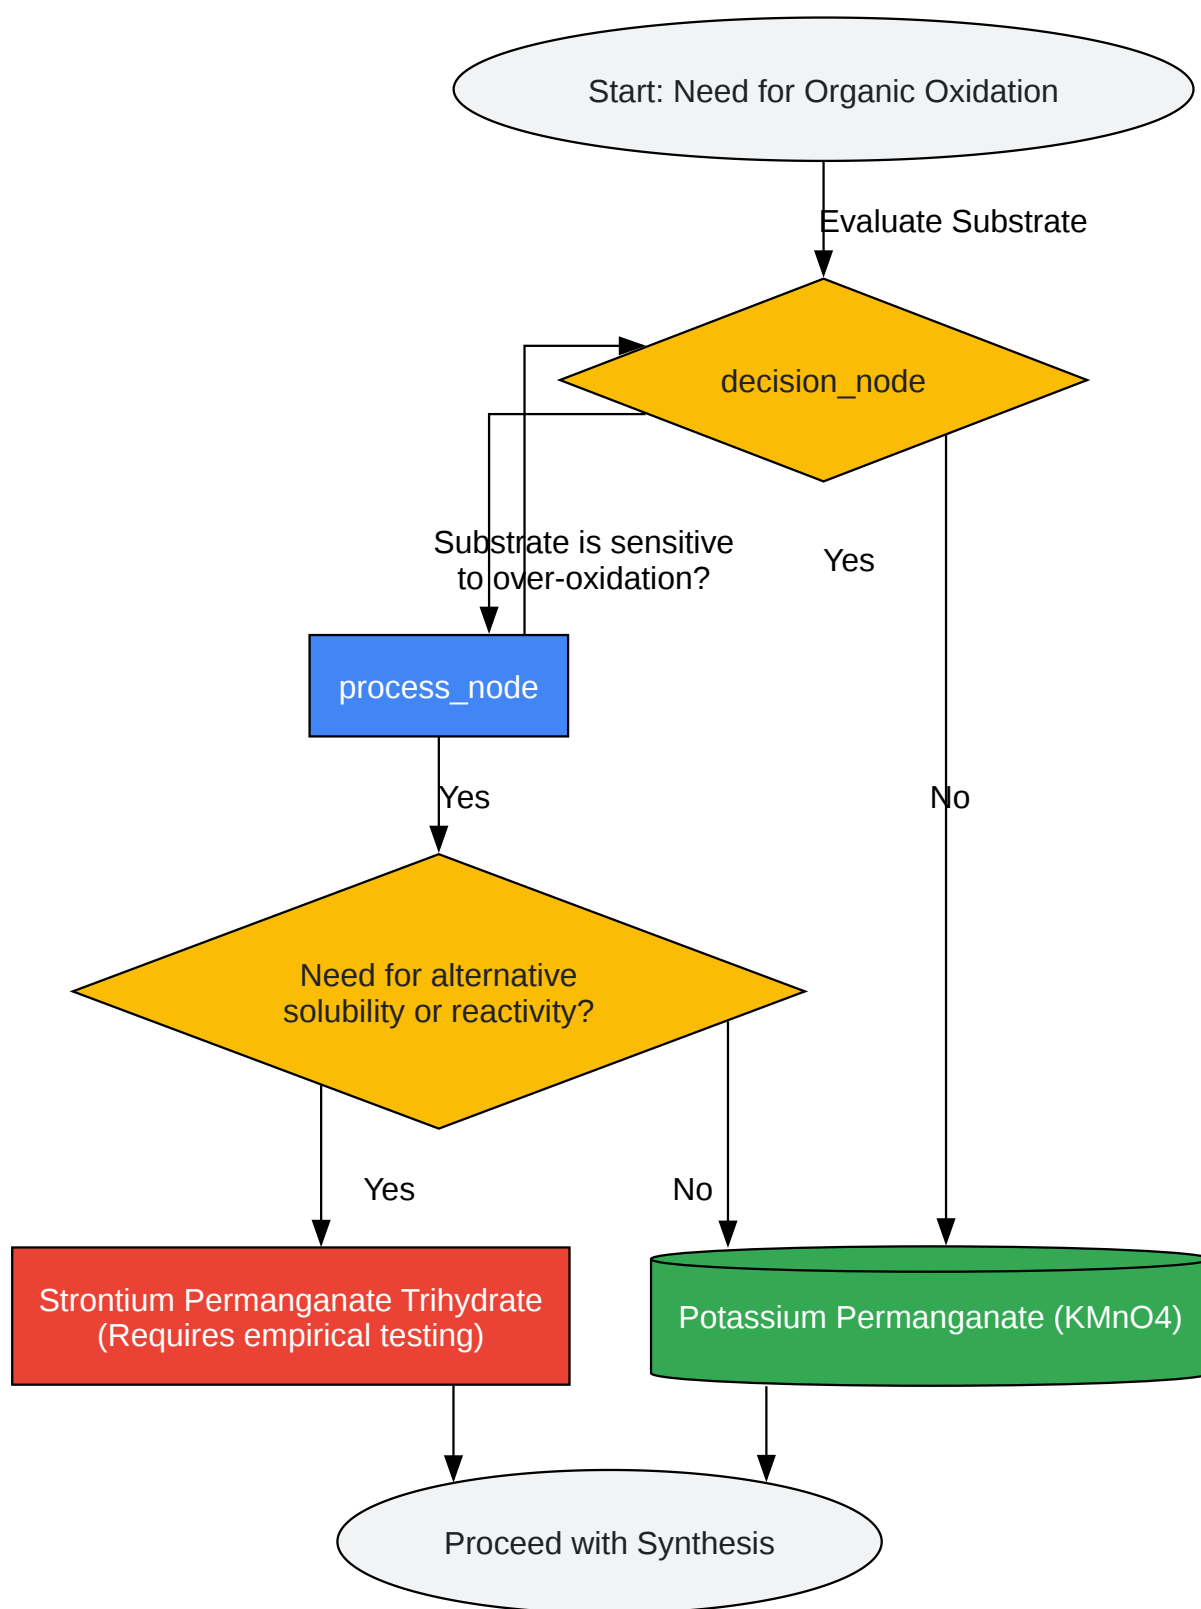 Start: Need for Organic Oxidation
Evaluate Substrate
decision_node
Substrate is sensitive
to over-oxidation?
Yes
process_node
Yes
No
Need for alternative
solubility or reactivity?
Yes
No
Strontium Permanganate Trihydrate
(Requires empirical testing)
Potassium Permanganate (KMnO4)
Proceed with Synthesis